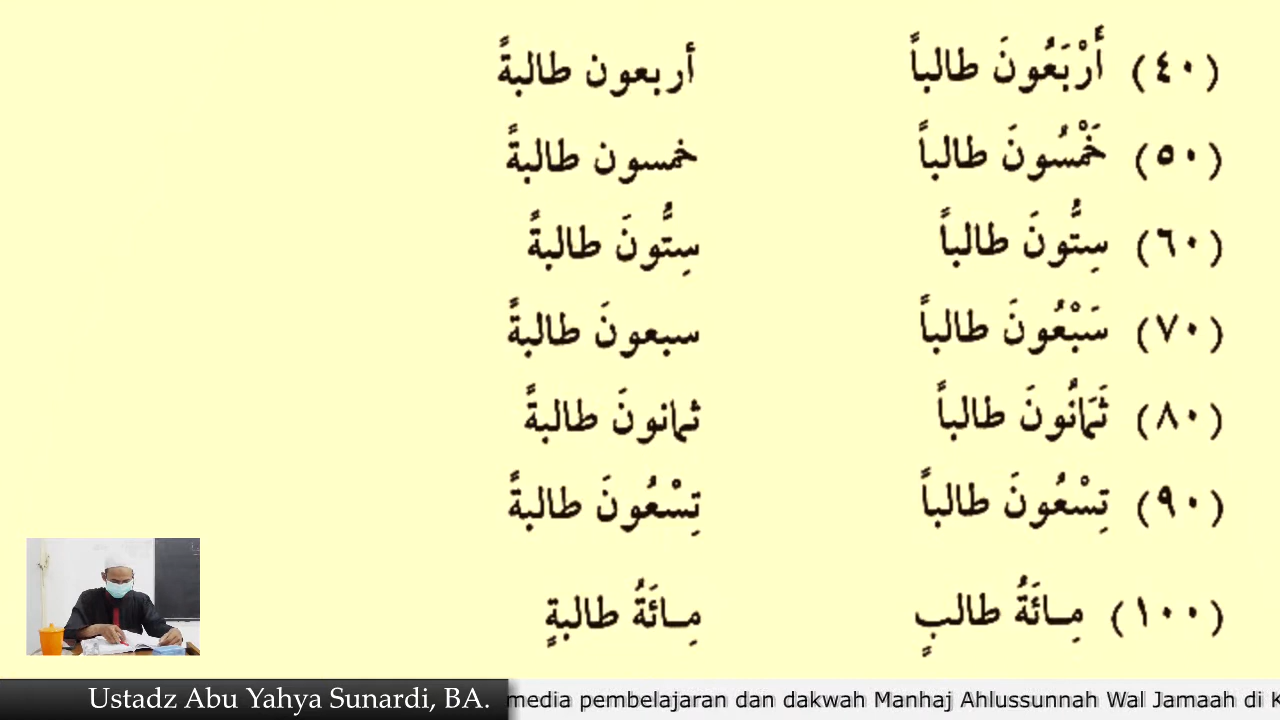 (٤٠) أَرْبَعُونَ طالباً أربعون طالبةً
(٥٠) خَمْسُونَ طالباً خمسون طالبةً
(٦٠) سِتُّونَ طالباً سِتُّونَ طالبةً
(٧٠) سَبْعُونَ طالباً سبعونَ طالبةً
(٨٠) ثَمَانُونَ طالباً ثمانونَ طالبةً
(٩٠) تِسْعُونَ طالباً تِسْعُونَ طالبةً
(١٠٠) مِـائَةُ طالبٍ مِـائَةُ طالبةٍ
Ustadz Abu Yahya Sunardi, BA. media pembelajaran dan dakwah Manhaj Ahlussunnah Wal Jamaah di K